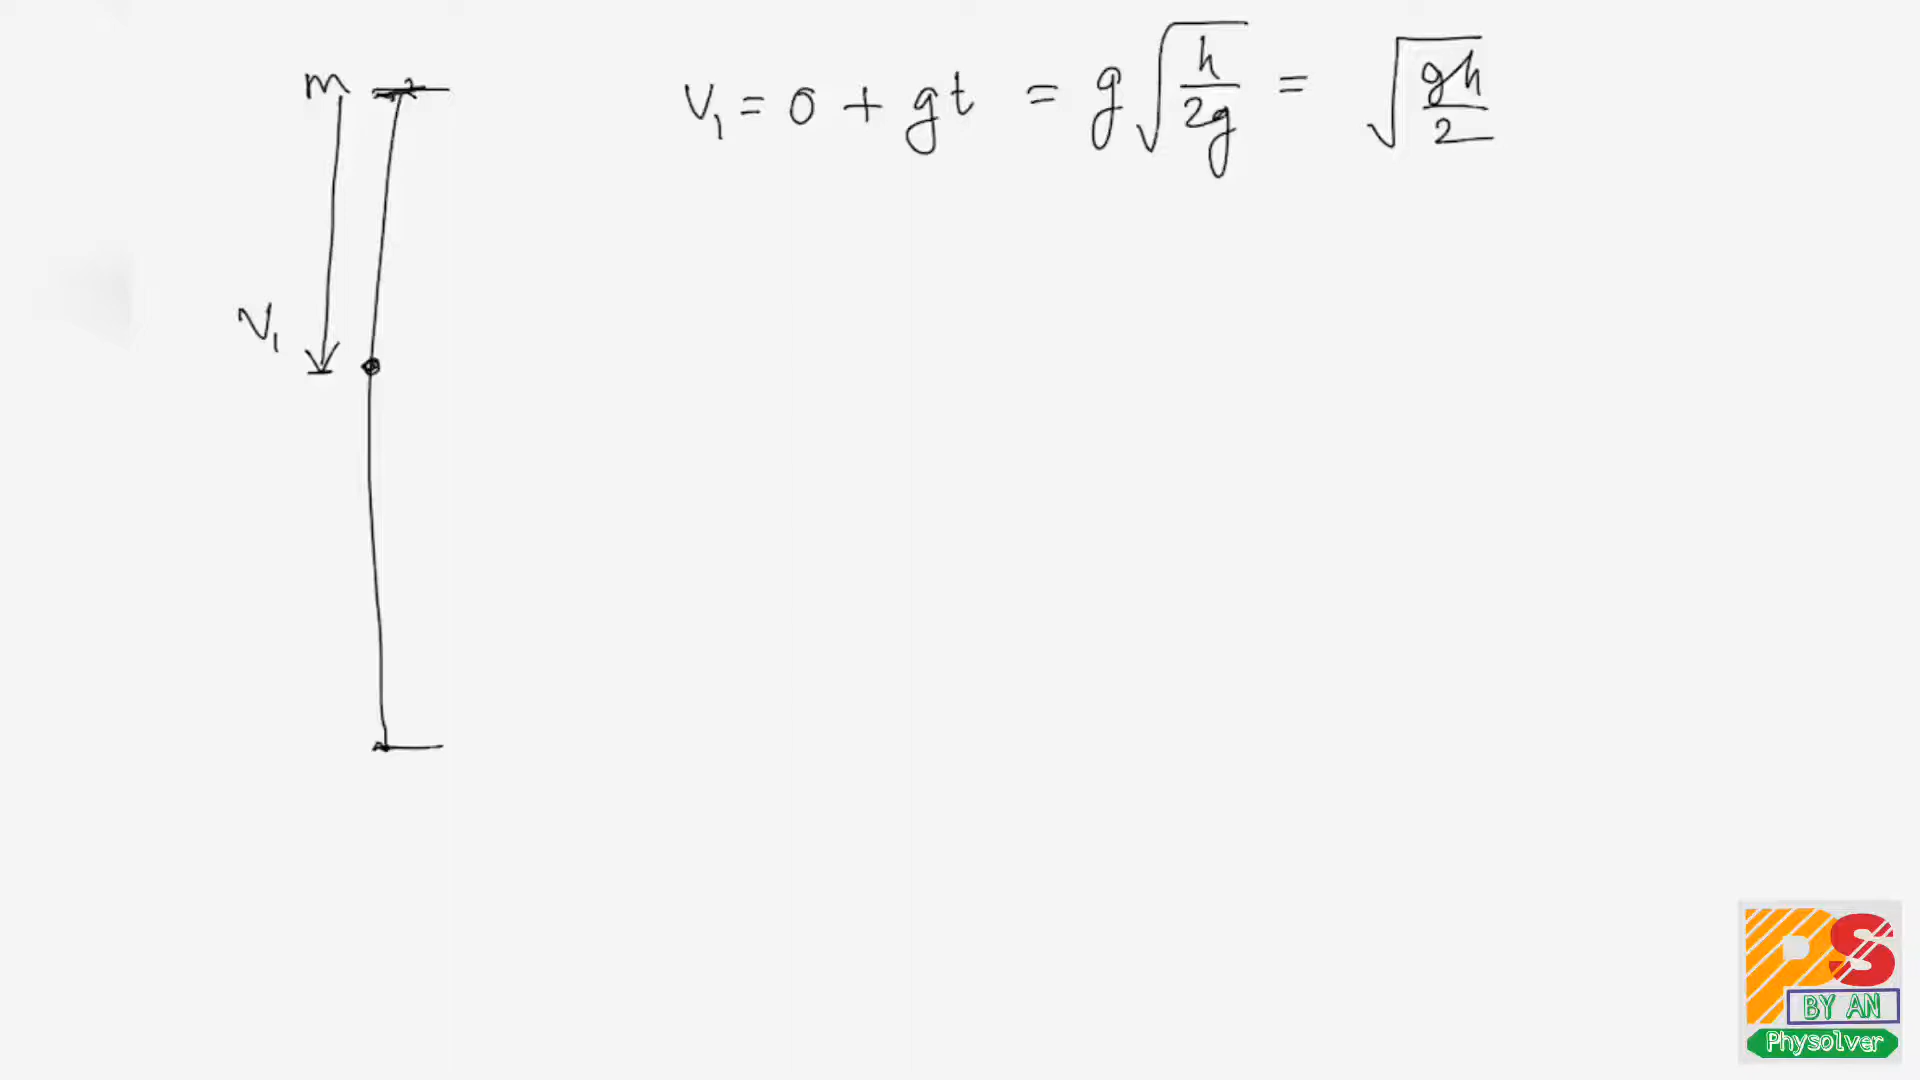 m
V₁ = 0 + gt = g√(h/2g) = √(gh/2)
V₁
PS
BY AN
Physolver